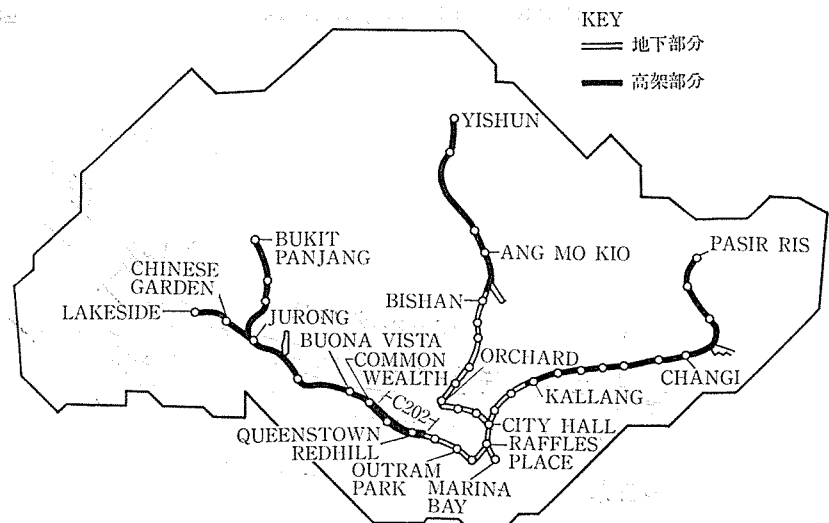 KEY
地下部分
高架部分
YISHUN
BUKIT
PANJANG
ANG MO KIO
PASIR RIS
CHINESE
GARDEN
BISHAN
LAKESIDE
JURONG
BUONA VISTA
COMMON
WEALTH
ORCHARD
CHANGI
KALLANG
C202
CITY HALL
QUEENSTOWN
REDHILL
RAFFLES
PLACE
OUTRAM
PARK
MARINA
BAY